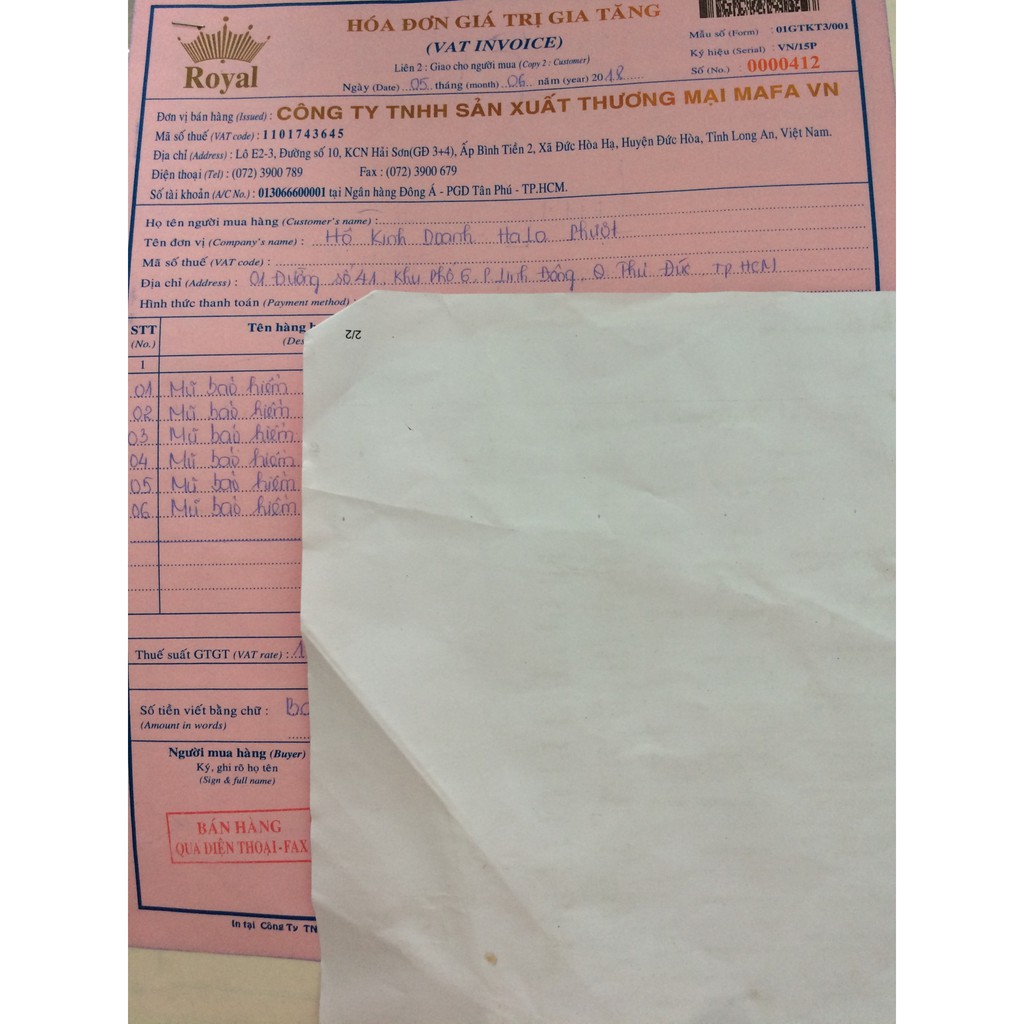 Royal
HÓA ĐƠN GIÁ TRỊ GIA TĂNG
(VAT INVOICE)
Liên 2 : Giao cho người mua (Copy 2 : Customer)
Ngày (Date) 05 tháng (month) 06 năm (year) 2018
Mẫu số (Form) : 01GTKT3/001
Ký hiệu (Serial) : VN/15P
Số (No.) : 0000412
Đơn vị bán hàng (Issued) : CÔNG TY TNHH SẢN XUẤT THƯƠNG MẠI MAFA VN
Mã số thuế (VAT code) : 1101743645
Địa chỉ (Address) : Lô E2-3, Đường số 10, KCN Hải Sơn(GĐ 3+4), Ấp Bình Tiền 2, Xã Đức Hòa Hạ, Huyện Đức Hòa, Tỉnh Long An, Việt Nam.
Điện thoại (Tel) : (072) 3900 789 Fax : (072) 3900 679
Số tài khoản (A/C No.) : 013066600001 tại Ngân hàng Đông Á - PGD Tân Phú - TP.HCM.
Họ tên người mua hàng (Customer's name) :
Tên đơn vị (Company's name) : Hộ Kinh Doanh HaLa Phượt
Mã số thuế (VAT code) :
Địa chỉ (Address) : 01 Đường số 41 Khu Phố 6 P. Linh Đông Q Thủ Đức TP HCM
Hình thức thanh toán (Payment method) :
STT
(No.)
Tên hàng
(Des
1
01 Mũ bảo hiểm
02 Mũ bảo hiểm
03 Mũ bảo hiểm
04 Mũ bảo hiểm
05 Mũ bảo hiểm
06 Mũ bảo hiểm
2/2
Thuế suất GTGT (VAT rate) : 1
Số tiền viết bằng chữ :
(Amount in words)
Người mua hàng (Buyer)
Ký, ghi rõ họ tên
(Sign & full name)
BÁN HÀNG
QUA ĐIỆN THOẠI-FAX
In tại Công Ty TN